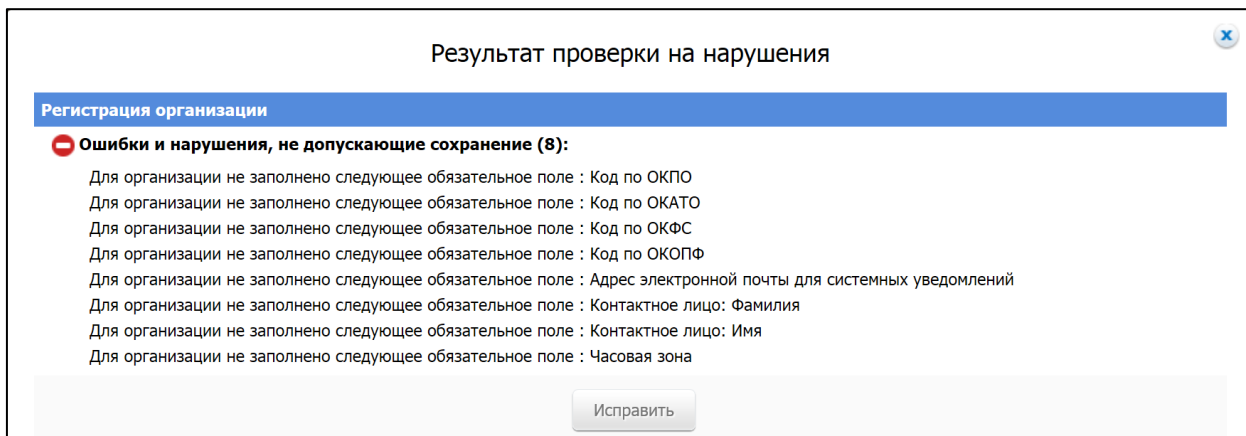 x
Результат проверки на нарушения
Регистрация организации
Ошибки и нарушения, не допускающие сохранение (8):
Для организации не заполнено следующее обязательное поле : Код по ОКПО
Для организации не заполнено следующее обязательное поле : Код по ОКАТО
Для организации не заполнено следующее обязательное поле : Код по ОКФС
Для организации не заполнено следующее обязательное поле : Код по ОКОПФ
Для организации не заполнено следующее обязательное поле : Адрес электронной почты для системных уведомлений
Для организации не заполнено следующее обязательное поле : Контактное лицо: Фамилия
Для организации не заполнено следующее обязательное поле : Контактное лицо: Имя
Для организации не заполнено следующее обязательное поле : Часовая зона
Исправить